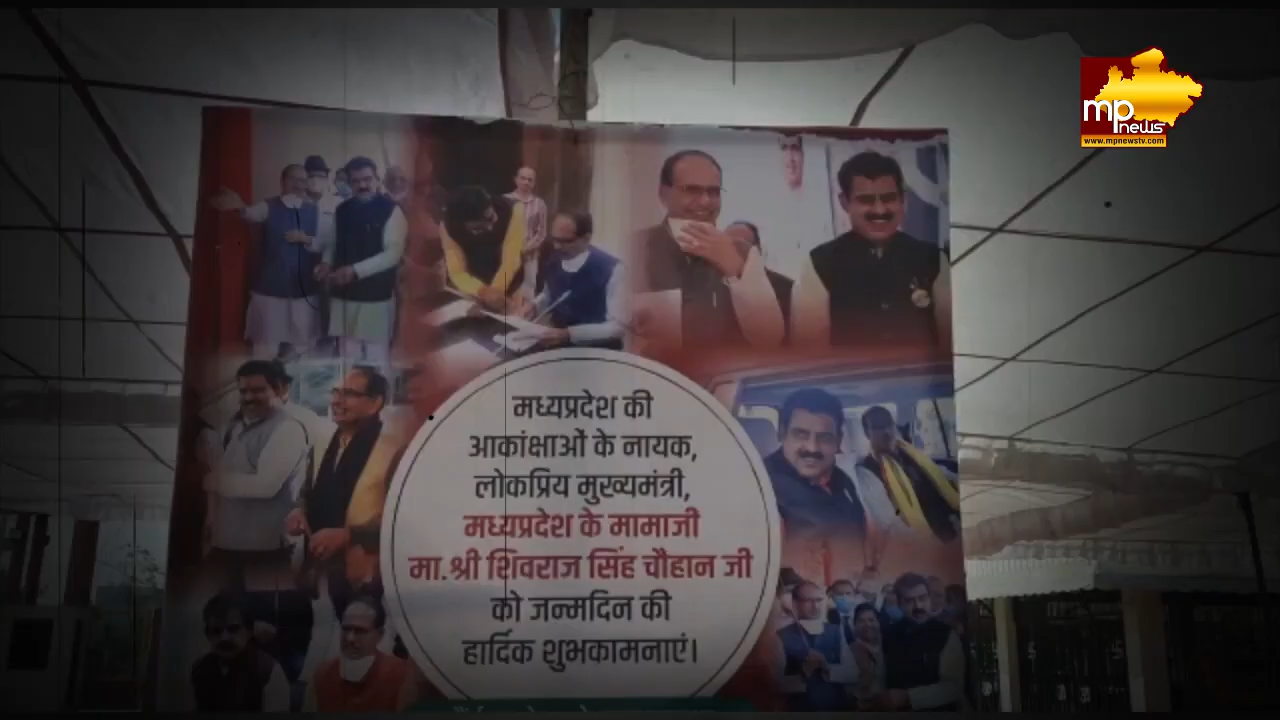 mp
news
www.mpnewstv.com
मध्यप्रदेश की
आकांक्षाओं के नायक,
लोकप्रिय मुख्यमंत्री,
मध्यप्रदेश के मामाजी
मा.श्री शिवराज सिंह चौहान जी
को जन्मदिन की
हार्दिक शुभकामनाएं।